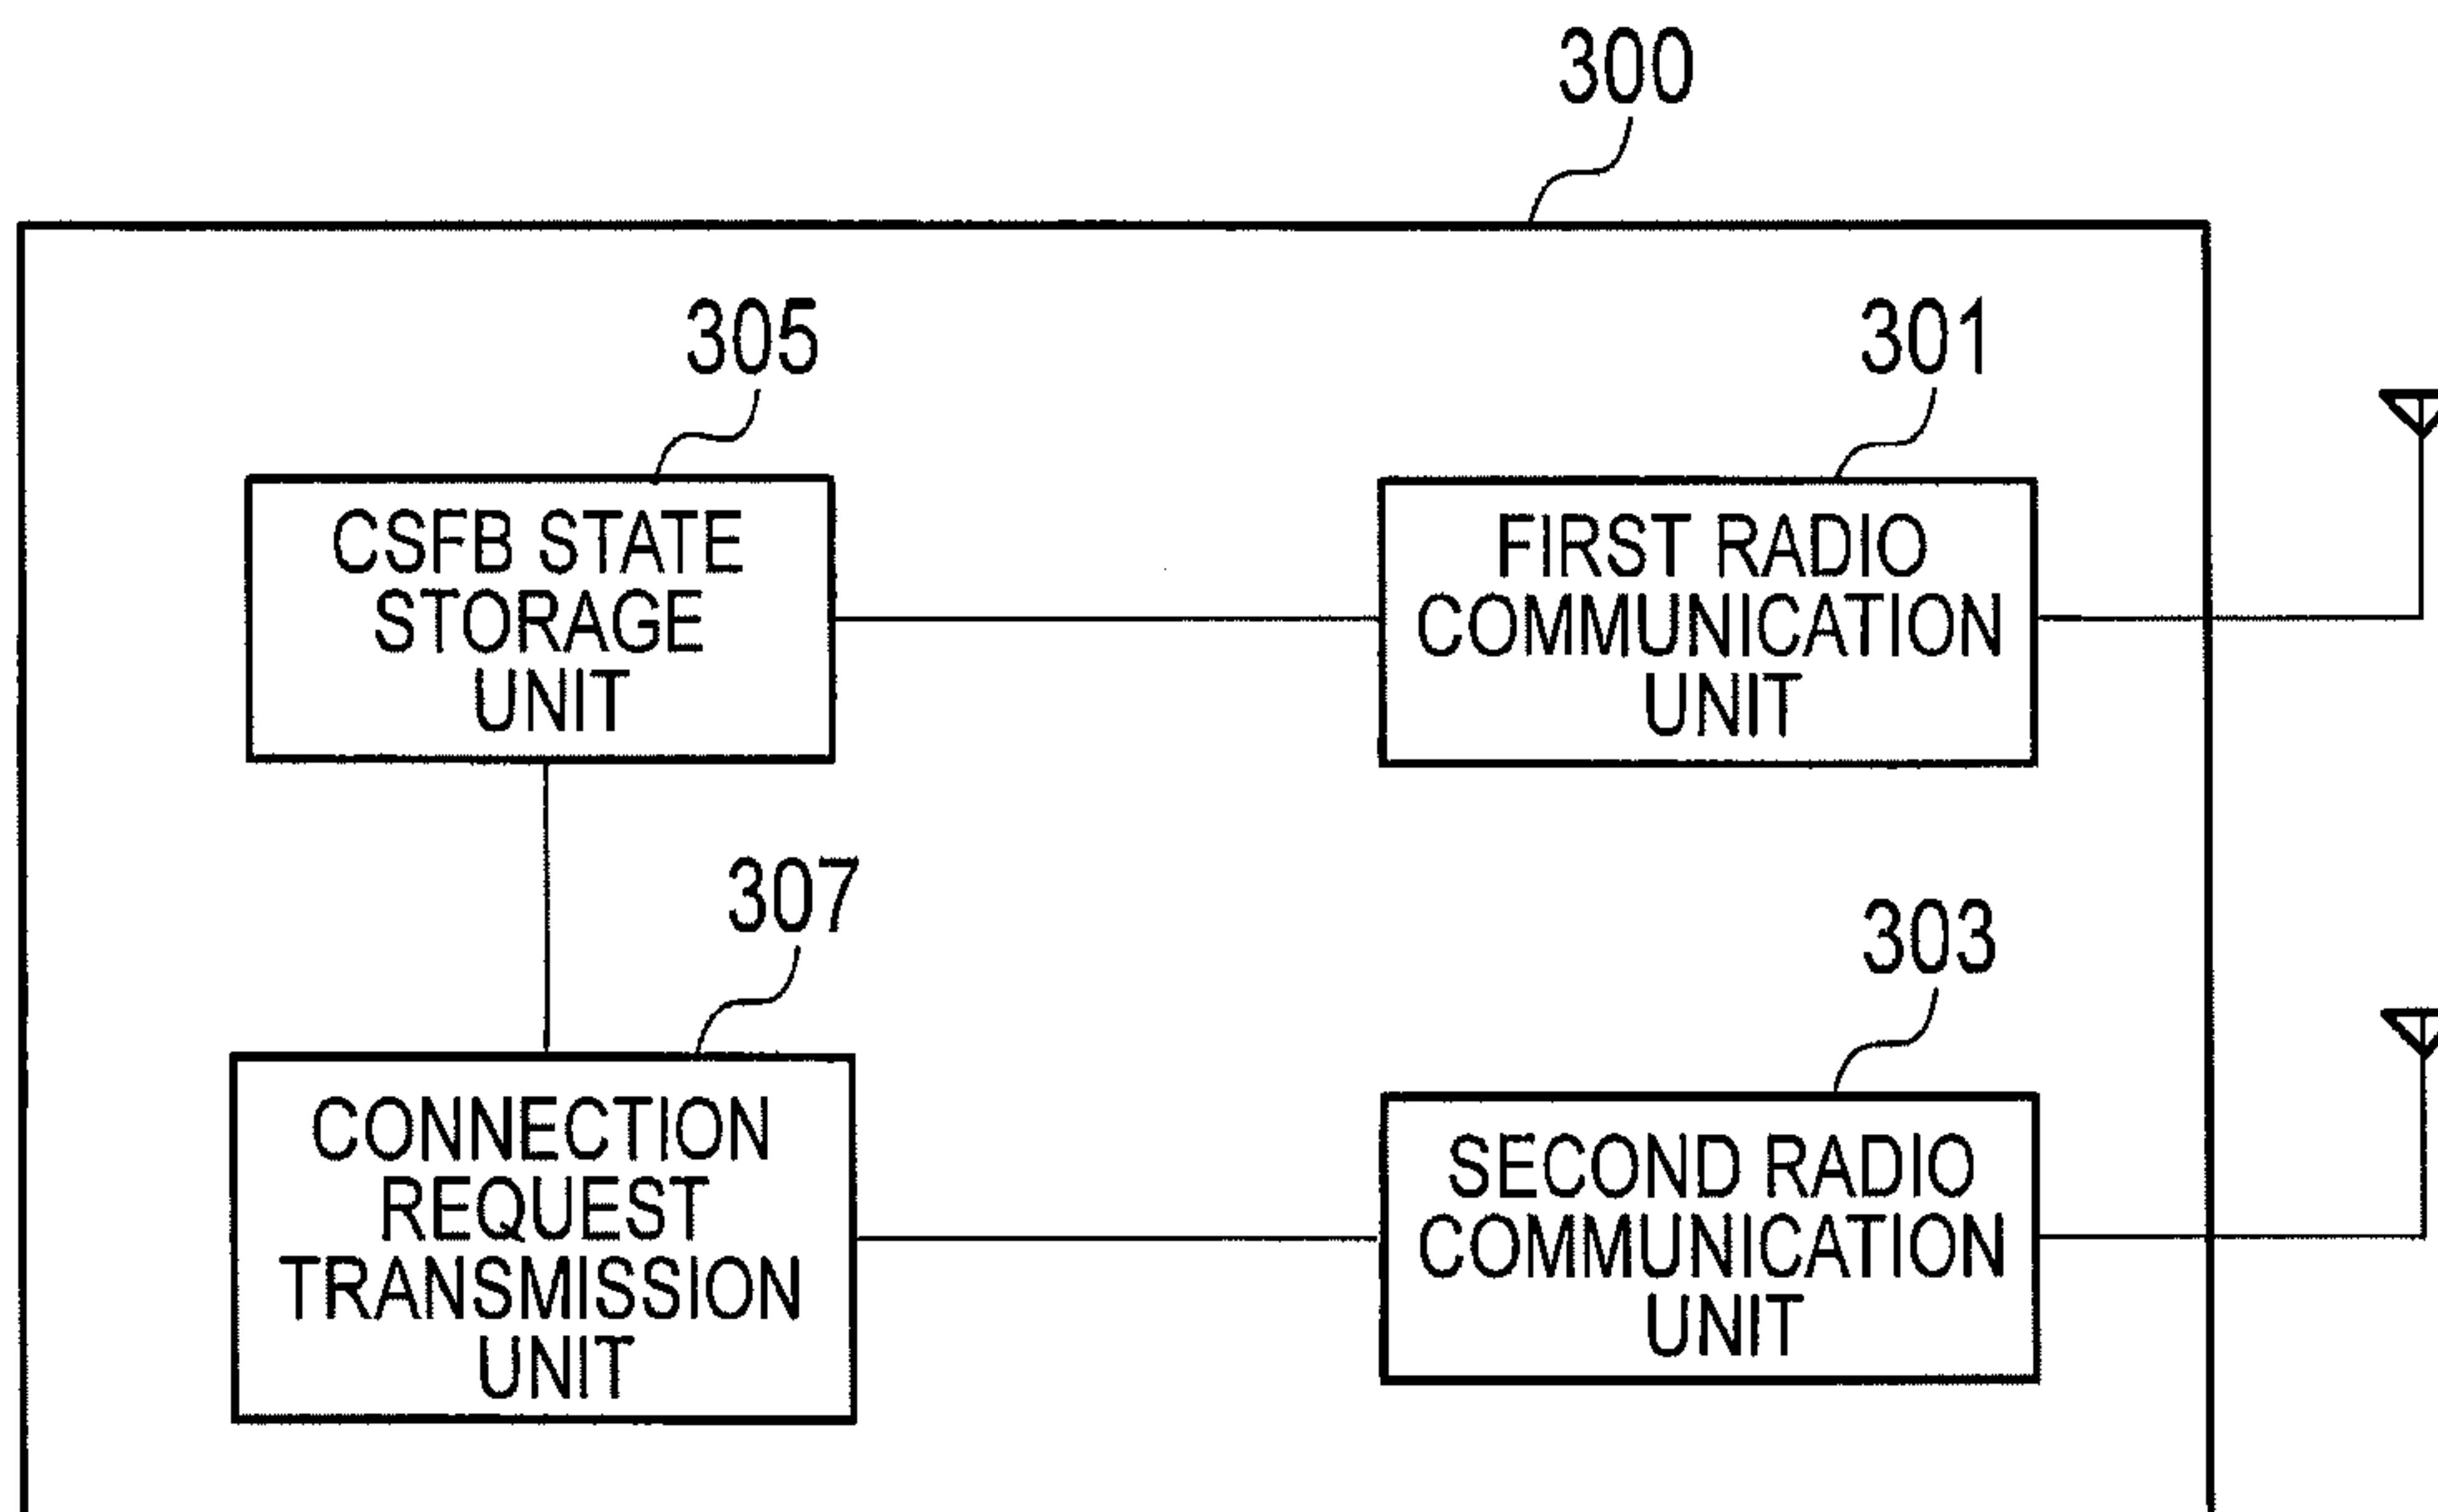 300
305
CSFB STATE
STORAGE
UNIT
301
FIRST RADIO
COMMUNICATION
UNIT
307
CONNECTION
REQUEST
TRANSMISSION
UNIT
303
SECOND RADIO
COMMUNICATION
UNIT